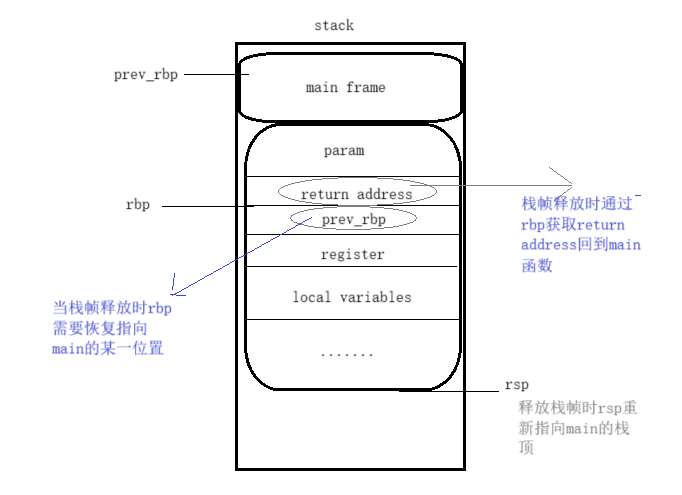 stack
prev_rbp
main frame
param
return address
rbp
prev_rbp
栈帧释放时通过
rbp获取return
address回到main
函数
register
local variables
当栈帧释放时rbp
需要恢复指向
main的某一位置
.......
rsp
释放栈帧时rsp重
新指向main的栈
顶